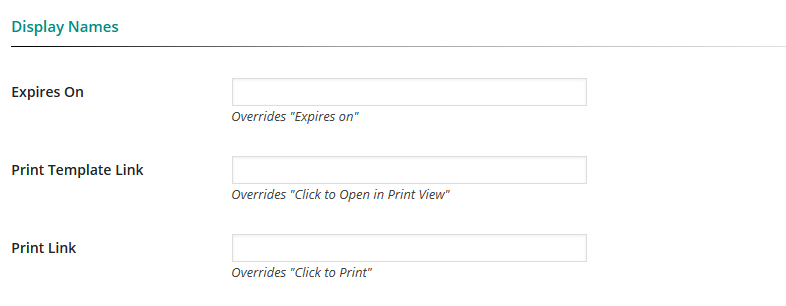 Display Names
Expires On
Overrides "Expires on"
Print Template Link
Overrides "Click to Open in Print View"
Print Link
Overrides "Click to Print"